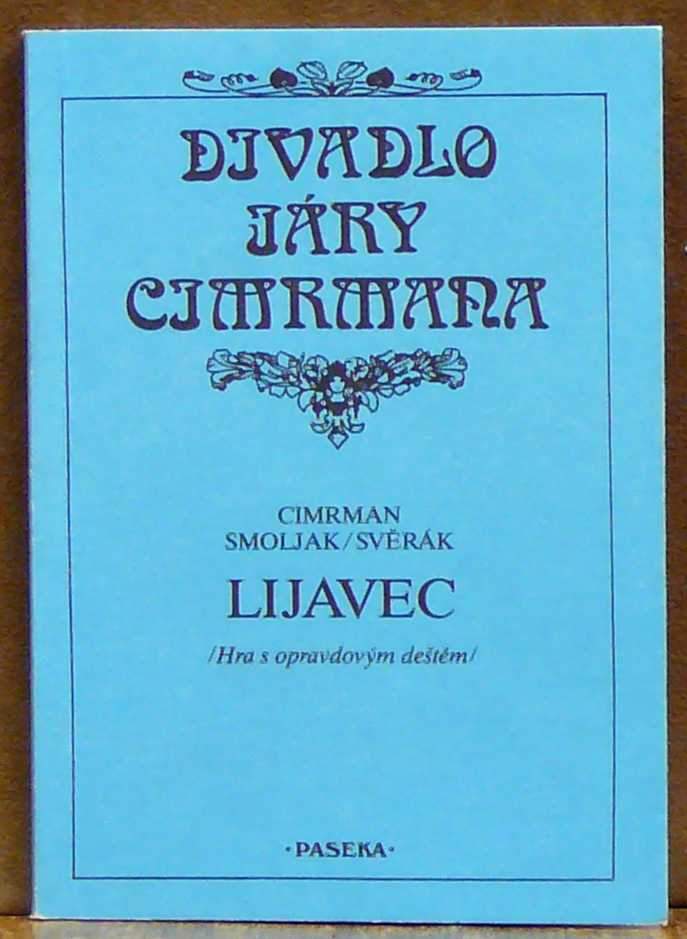 DIVADLO
JÁRY
CIMRMANA
CIMRMAN
SMOLJAK/SVĚRÁK
LIJAVEC
/Hra s opravdovým deštěm/
·PASEKA·